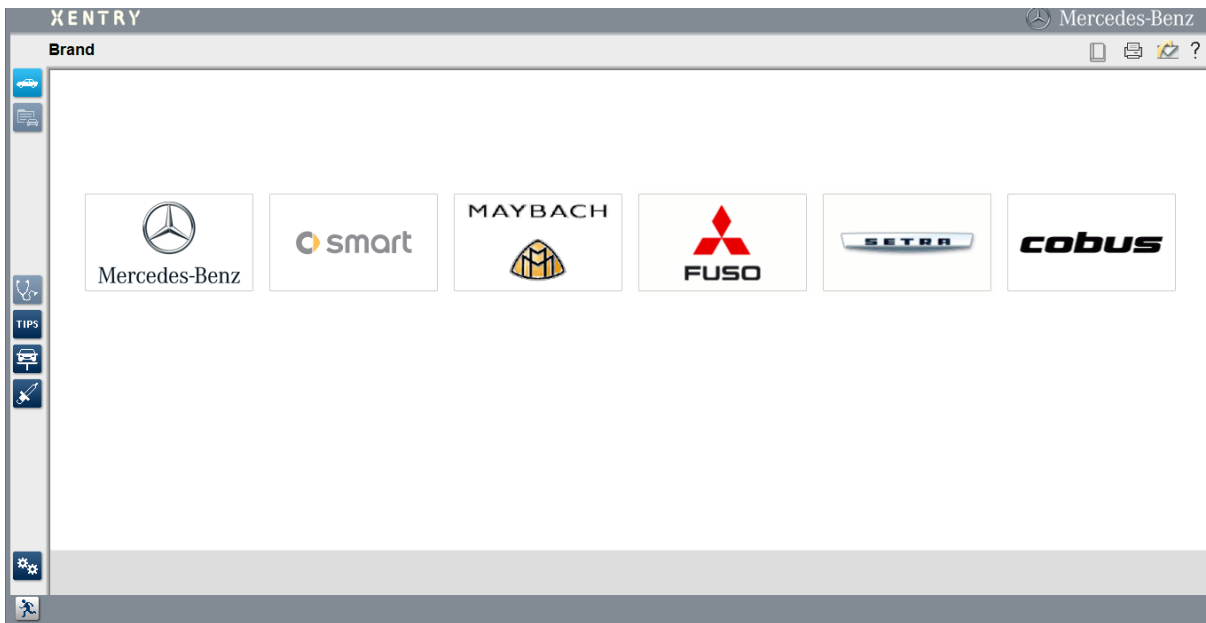 XENTRY
Mercedes-Benz
Brand
?
Mercedes-Benz
smart
MAYBACH
FUSO
SETRA
cobus
TIPS